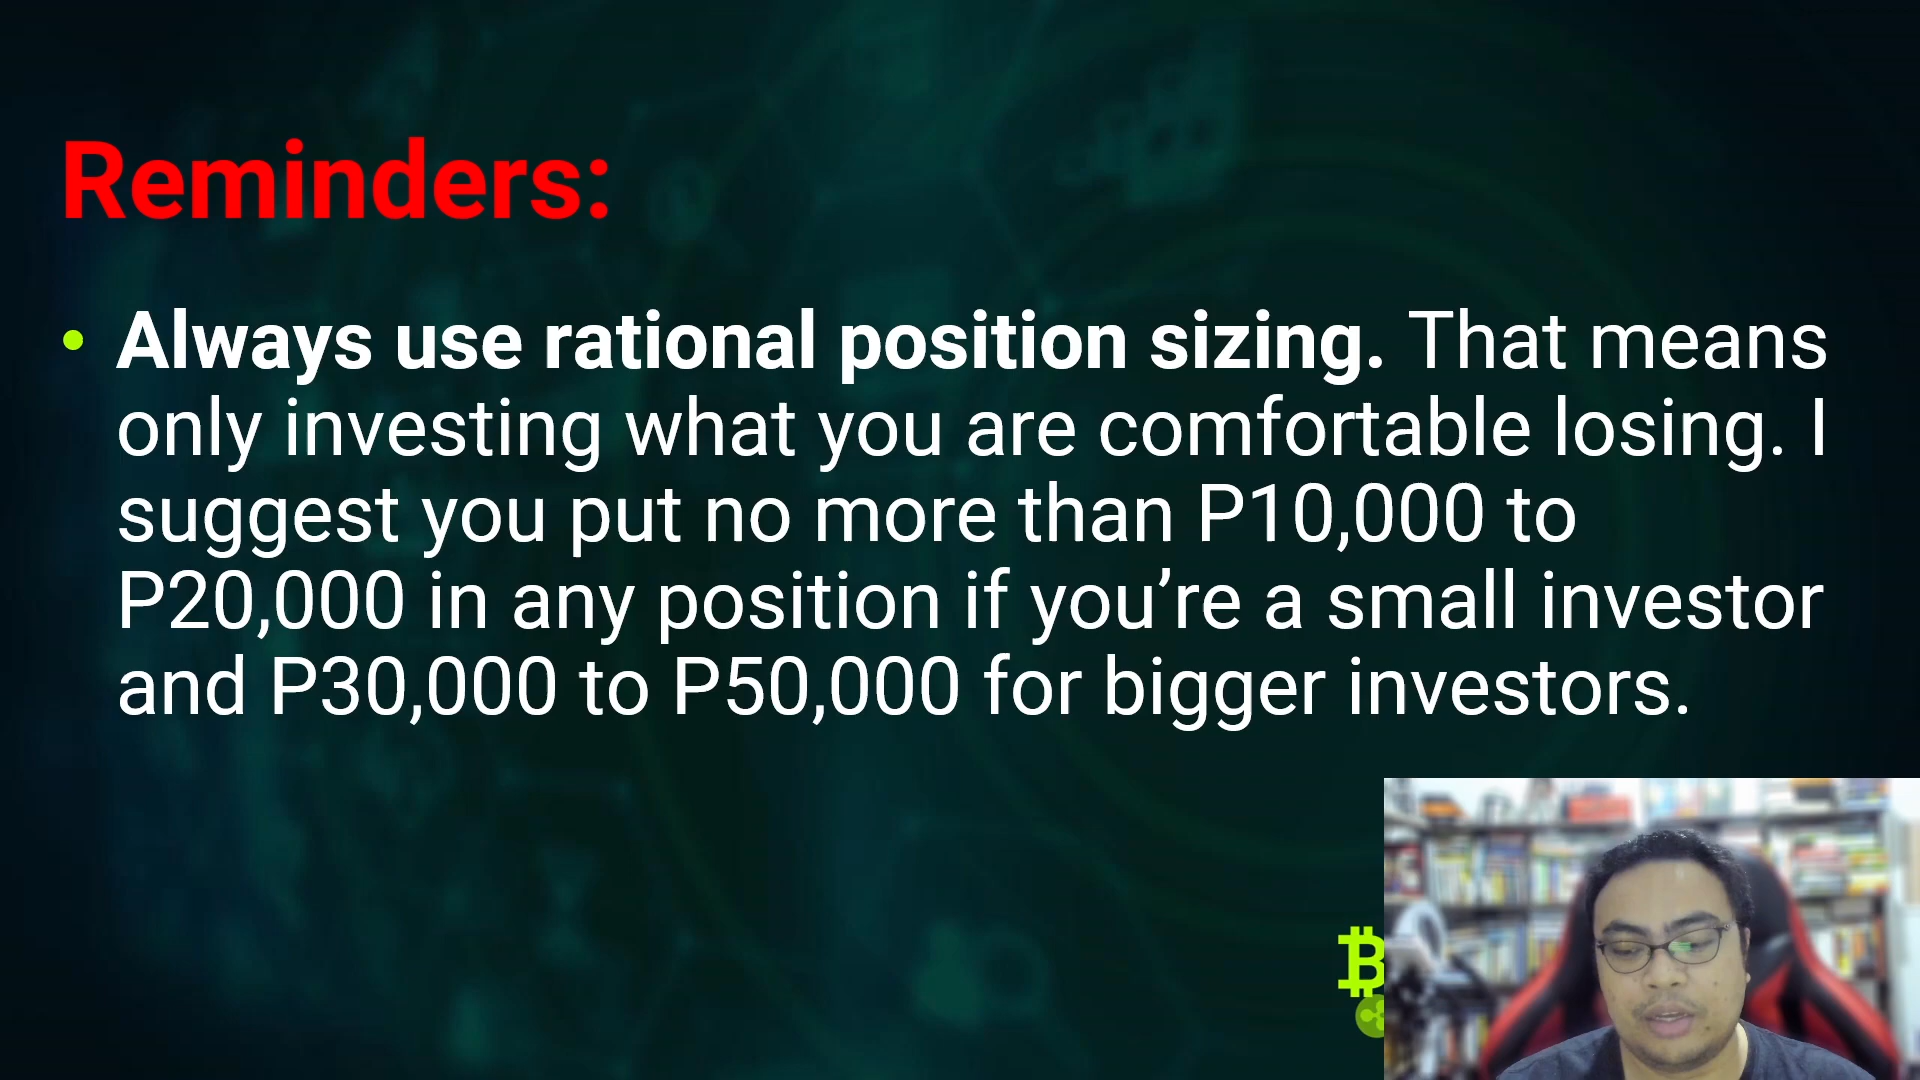 Reminders:
• Always use rational position sizing. That means
only investing what you are comfortable losing. I
suggest you put no more than P10,000 to
P20,000 in any position if you’re a small investor
and P30,000 to P50,000 for bigger investors.